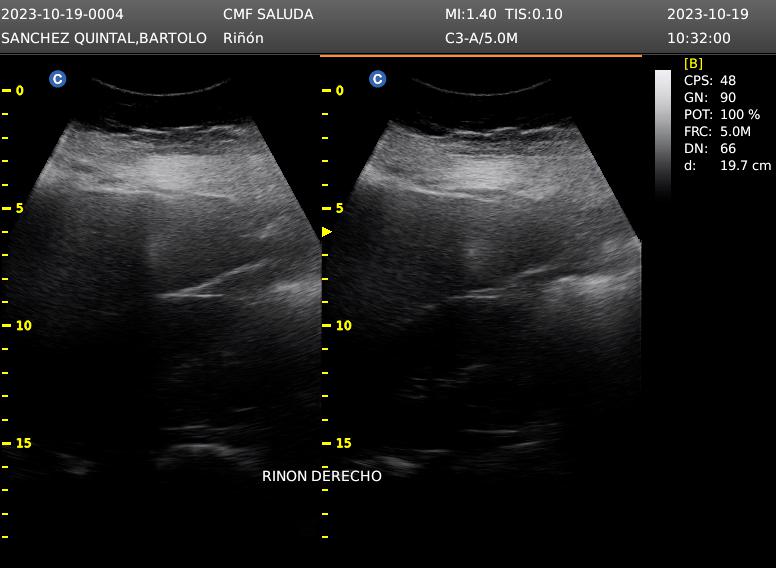 2023-10-19-0004 CMF SALUDA MI:1.40 TIS:0.10 2023-10-19
SANCHEZ QUINTAL,BARTOLO Riñón C3-A/5.0M 10:32:00
[B]
CPS: 48
GN: 90
POT: 100 %
FRC: 5.0M
DN: 66
d: 19.7 cm
C C
0 0
5 5
10 10
15 15
RINON DERECHO